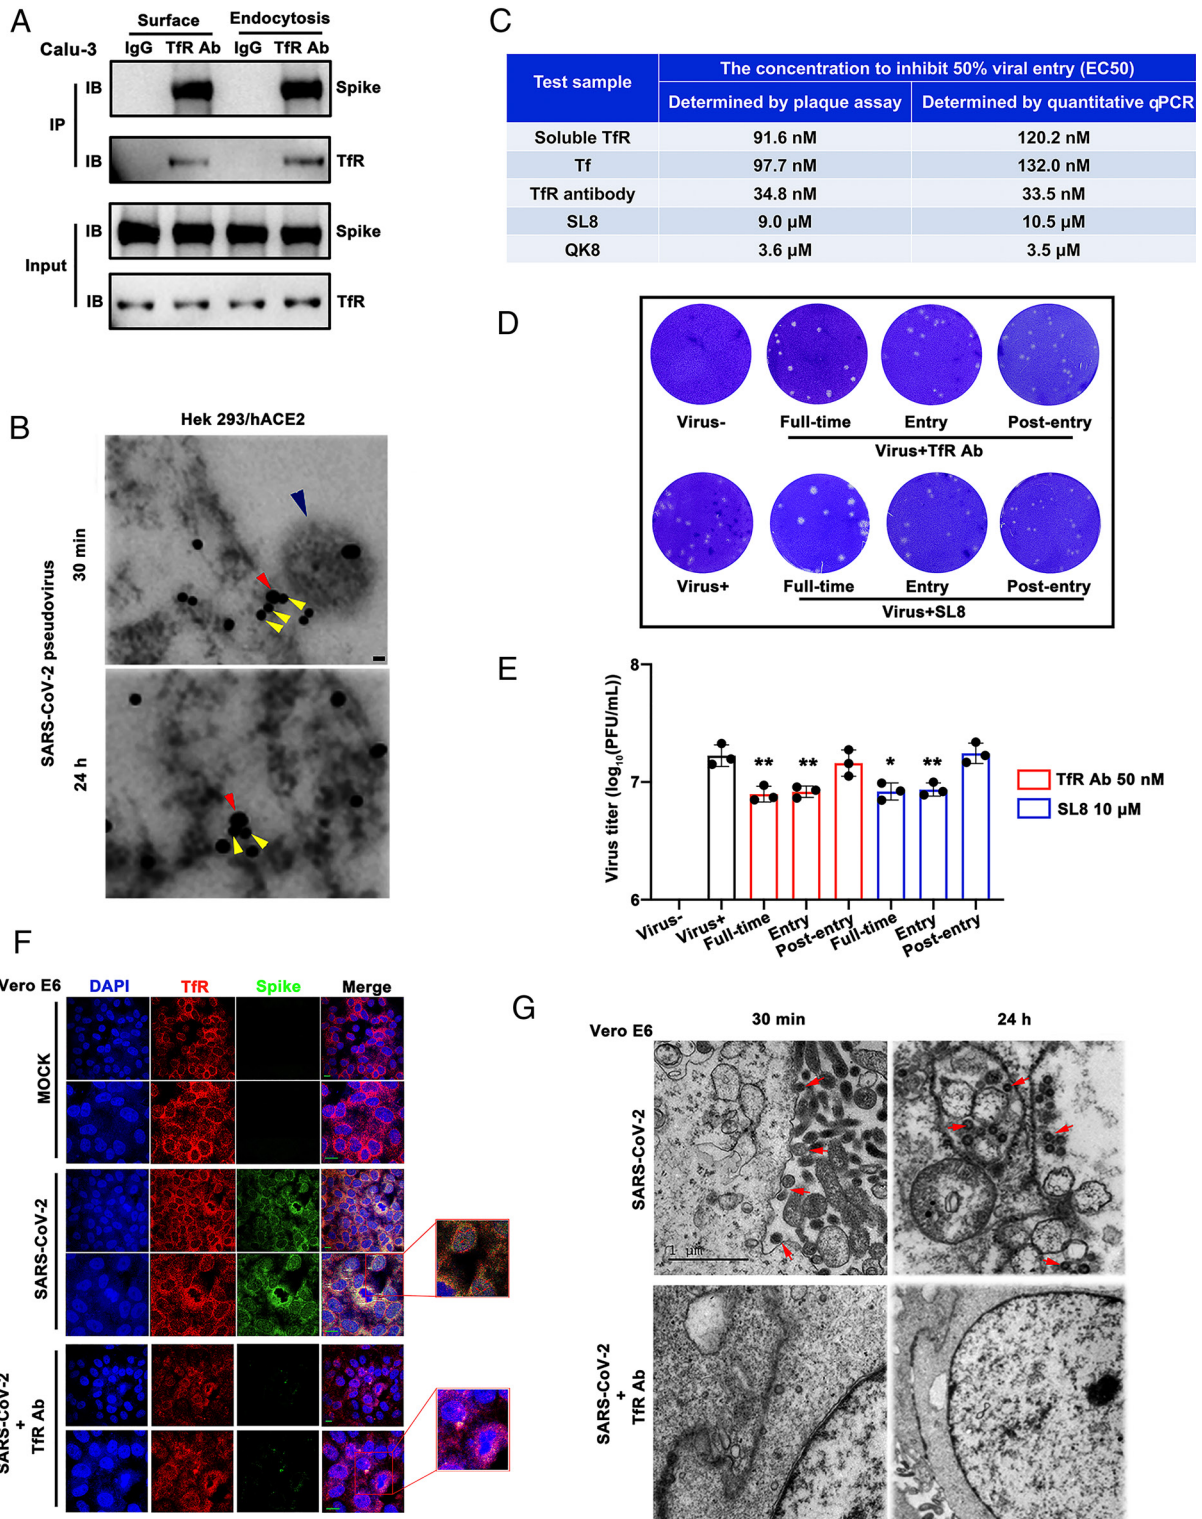 A
Surface Endocytosis
Calu-3 IgG TfR Ab IgG TfR Ab
IP
IB Spike
IB TfR
Input
IB Spike
IB TfR
B
Hek 293/hACE2
SARS-CoV-2 pseudovirus
30 min
24 h
C
Test sample
The concentration to inhibit 50% viral entry (EC50)
Determined by plaque assay Determined by quantitative qPCR
Soluble TfR 91.6 nM 120.2 nM
Tf 97.7 nM 132.0 nM
TfR antibody 34.8 nM 33.5 nM
SL8 9.0 µM 10.5 µM
QK8 3.6 µM 3.5 µM
D
Virus- Full-time Entry Post-entry
Virus+TfR Ab
Virus+ Full-time Entry Post-entry
Virus+SL8
E
Virus titer (log10(PFU/mL))
8
7
6
** ** * **
Virus- Virus+ Full-time Entry Post-entry Full-time Entry Post-entry
TfR Ab 50 nM
SL8 10 µM
F
Vero E6 DAPI TfR Spike Merge
MOCK
SARS-CoV-2
SARS-CoV-2
+
TfR Ab
G
Vero E6 30 min 24 h
SARS-CoV-2
1 µm
SARS-CoV-2
+
TfR Ab